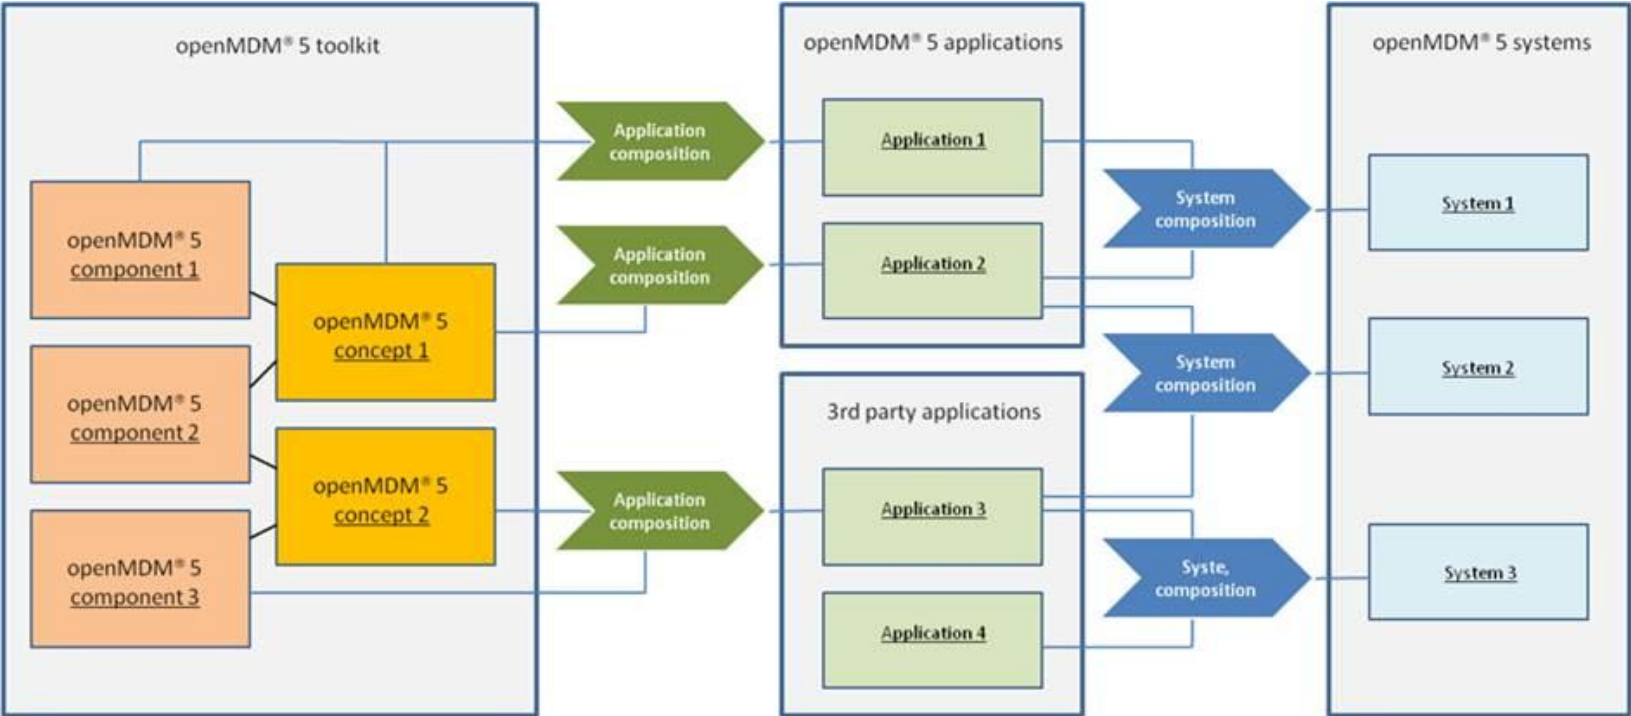 openMDM® 5 toolkit
openMDM® 5
component 1
openMDM® 5
component 2
openMDM® 5
component 3
openMDM® 5
concept 1
openMDM® 5
concept 2
Application
composition
Application
composition
Application
composition
openMDM® 5 applications
Application 1
Application 2
3rd party applications
Application 3
Application 4
System
composition
System
composition
Syste,
composition
openMDM® 5 systems
System 1
System 2
System 3